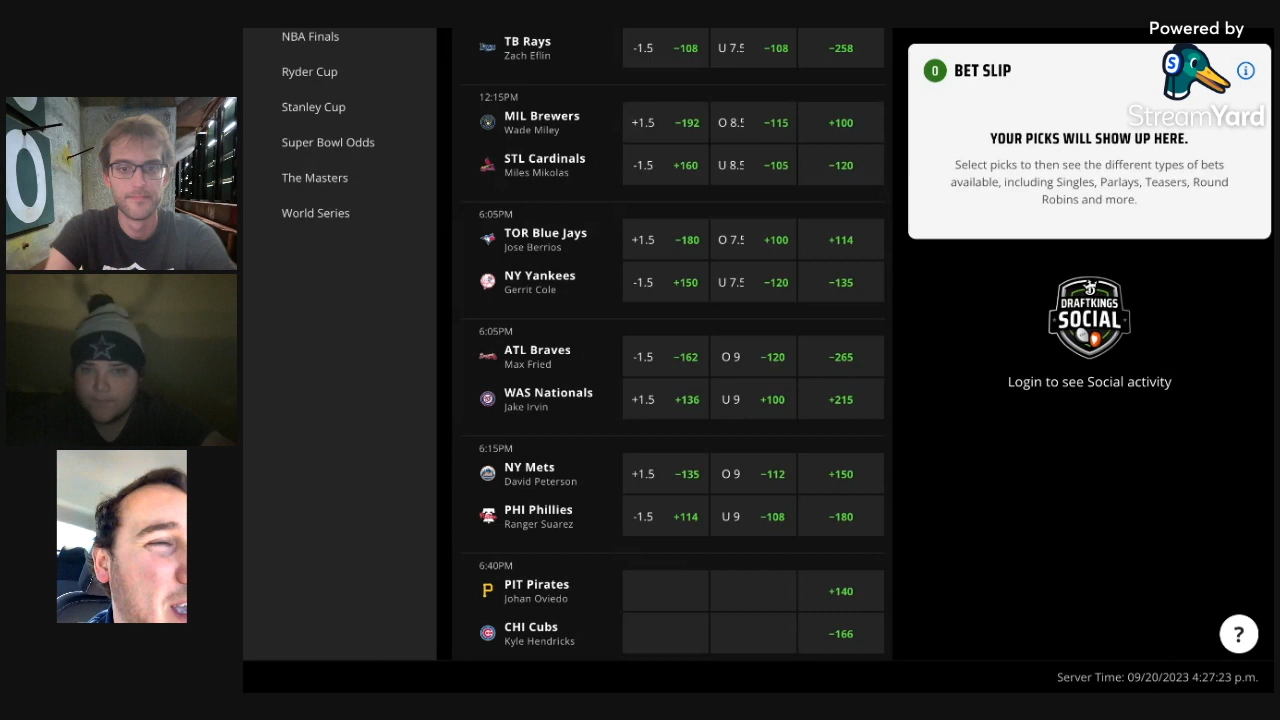 Powered by
StreamYard
NBA Finals
Ryder Cup
Stanley Cup
Super Bowl Odds
The Masters
World Series
TB Rays -1.5 −108 U 7.5 −108 −258
Zach Eflin
12:15PM
MIL Brewers +1.5 −192 O 8.5 −115 +100
Wade Miley
STL Cardinals -1.5 +160 U 8.5 −105 −120
Miles Mikolas
6:05PM
TOR Blue Jays +1.5 −180 O 7.5 +100 +114
Jose Berrios
NY Yankees -1.5 +150 U 7.5 −120 −135
Gerrit Cole
6:05PM
ATL Braves -1.5 −162 O 9 −120 −265
Max Fried
WAS Nationals +1.5 +136 U 9 +100 +215
Jake Irvin
6:15PM
NY Mets +1.5 −135 O 9 −112 +150
David Peterson
PHI Phillies -1.5 +114 U 9 −108 −180
Ranger Suarez
6:40PM
P
PIT Pirates +140
Johan Oviedo
CHI Cubs −166
Kyle Hendricks
0 BET SLIP
S
i
YOUR PICKS WILL SHOW UP HERE.
Select picks to then see the different types of bets
available, including Singles, Parlays, Teasers, Round
Robins and more.
DRAFTKINGS
SOCIAL
Login to see Social activity
?
Server Time: 09/20/2023 4:27:23 p.m.